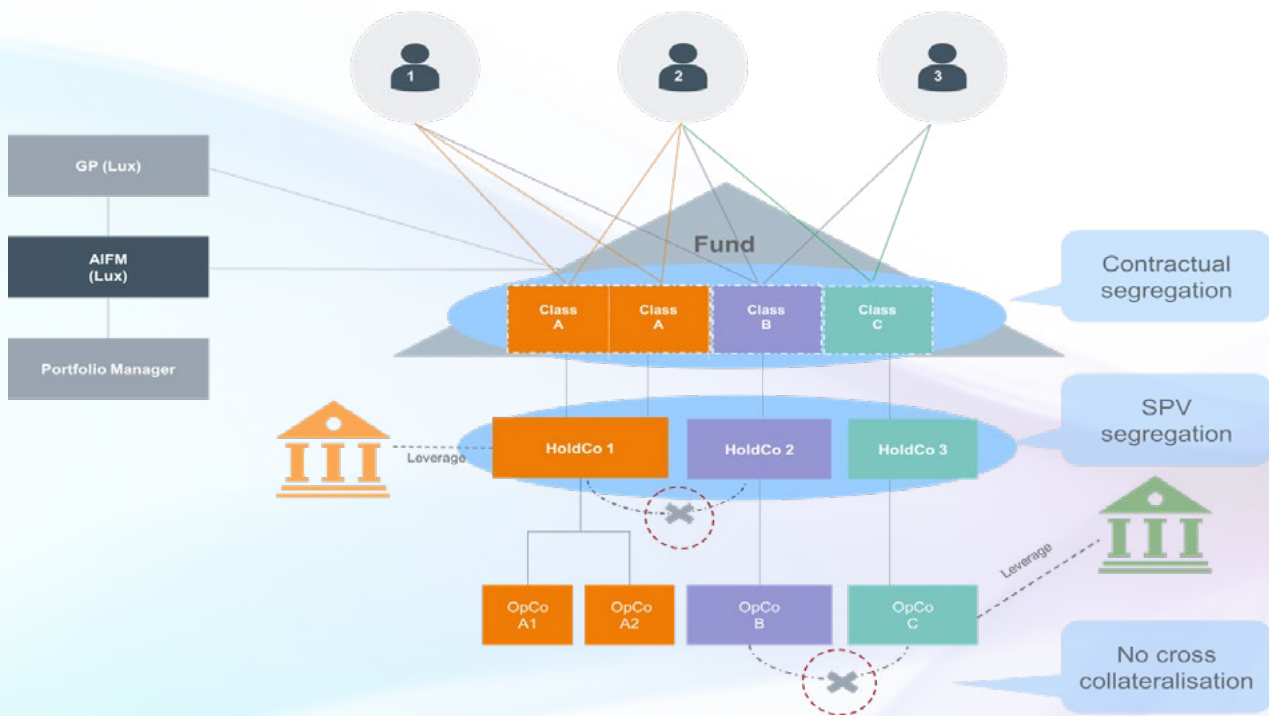 1
2
3
GP (Lux)
AIFM
(Lux)
Portfolio Manager
Fund
Class
A
Class
A
Class
B
Class
C
Contractual
segregation
Leverage
HoldCo 1
HoldCo 2
HoldCo 3
SPV
segregation
OpCo
A1
OpCo
A2
OpCo
B
OpCo
C
Leverage
No cross
collateralisation